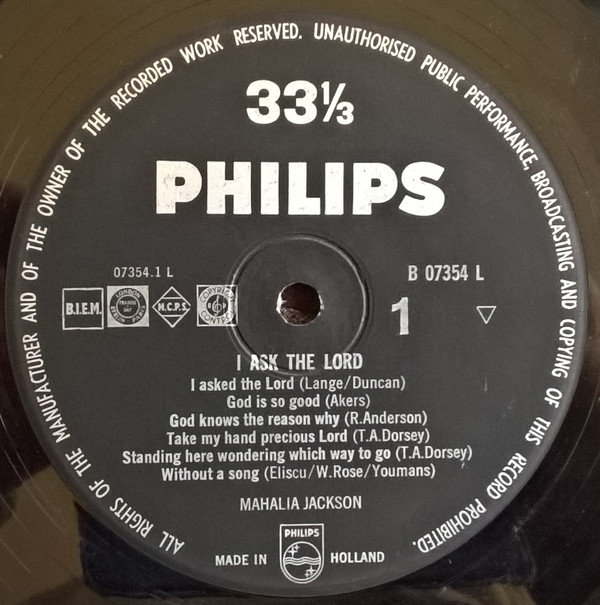 ALL RIGHTS OF THE MANUFACTURER AND OF THE OWNER OF THE RECORDED WORK RESERVED. UNAUTHORISED PUBLIC PERFORMANCE, BROADCASTING AND COPYING OF THIS RECORD PROHIBITED.
33⅓
PHILIPS
07354.1 L
B 07354 L
B.I.E.M.
LONDON
M.C.P.S.
COPYRIGHT
CONTROL
1
I ASK THE LORD
I asked the Lord (Lange/Duncan)
God is so good (Akers)
God knows the reason why (R.Anderson)
Take my hand precious Lord (T.A.Dorsey)
Standing here wondering which way to go (T.A.Dorsey)
Without a song (Eliscu/W.Rose/Youmans)
MAHALIA JACKSON
PHILIPS
MADE IN HOLLAND